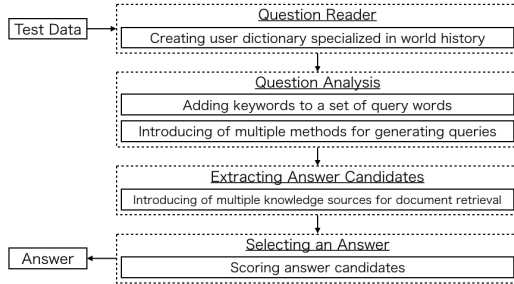 Question Reader
Test Data
Creating user dictionary specialized in world history
Question Analysis
Adding keywords to a set of query words
Introducing of multiple methods for generating queries
Extracting Answer Candidates
Introducing of multiple knowledge sources for document retrieval
Selecting an Answer
Answer
Scoring answer candidates